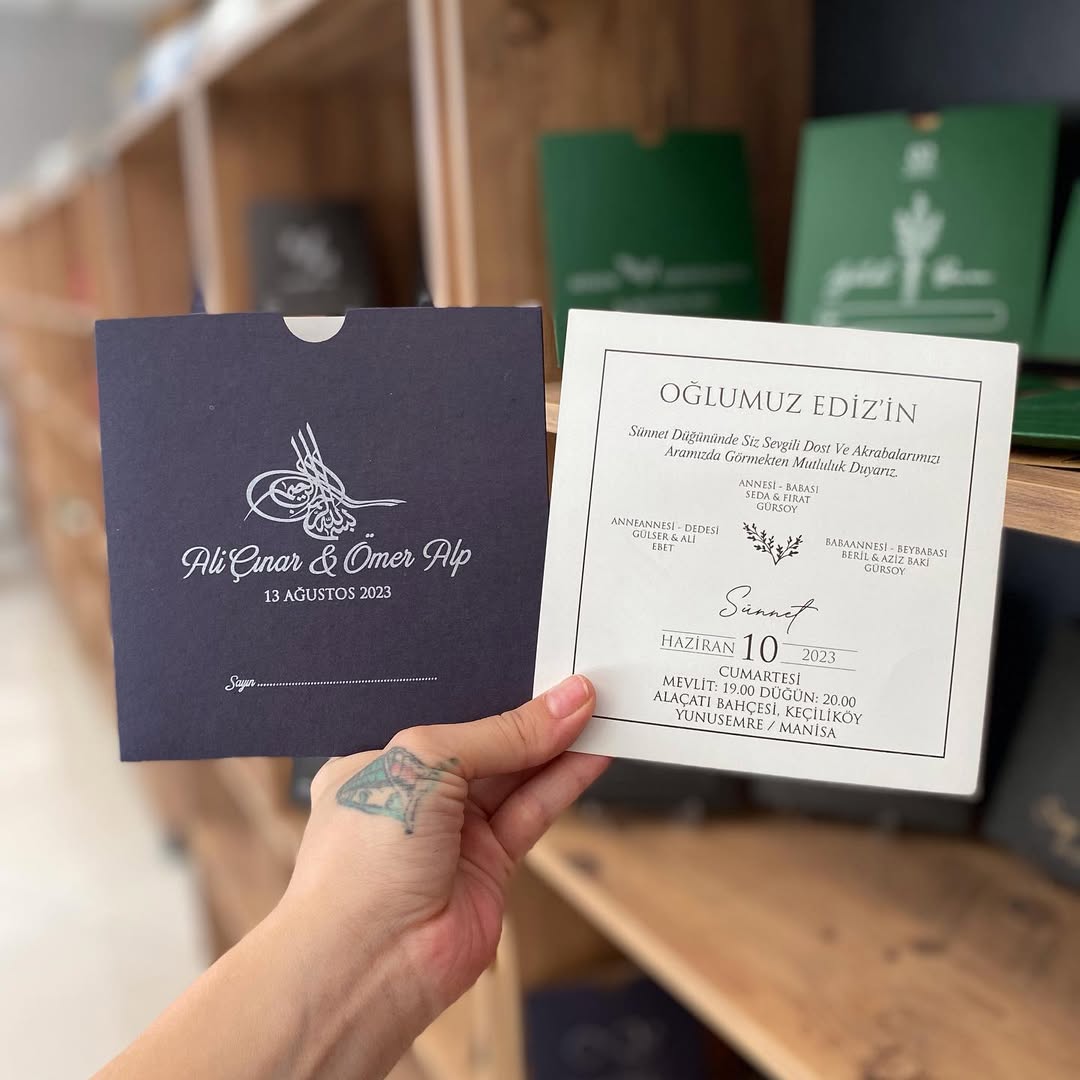 Ali Çınar & Ömer Alp
13 AĞUSTOS 2023
Sayın
OĞLUMUZ EDİZ'İN
Sünnet Düğününde Siz Sevgili Dost Ve Akrabalarımızı
Aramızda Görmekten Mutluluk Duyarız.
ANNESİ - BABASI
SEDA & FIRAT
GÜRSOY
ANNEANNESİ - DEDESİ
GÜLSER & ALİ
EBET
BABAANNESİ - BEYBABASI
BERİL & AZİZ BAKİ
GÜRSOY
Sünnet
HAZİRAN 10 2023
CUMARTESİ
MEVLİT: 19.00 DÜĞÜN: 20.00
ALAÇATI BAHÇESİ, KEÇİLİKÖY
YUNUSEMRE / MANİSA